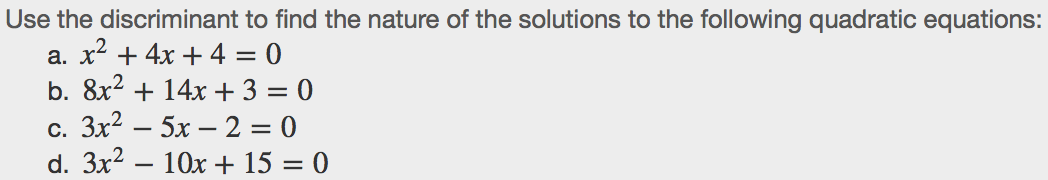 Use the discriminant to find the nature of the solutions to the following quadratic equations:
a. x² + 4x + 4 = 0
b. 8x² + 14x + 3 = 0
c. 3x² − 5x − 2 = 0
d. 3x² − 10x + 15 = 0